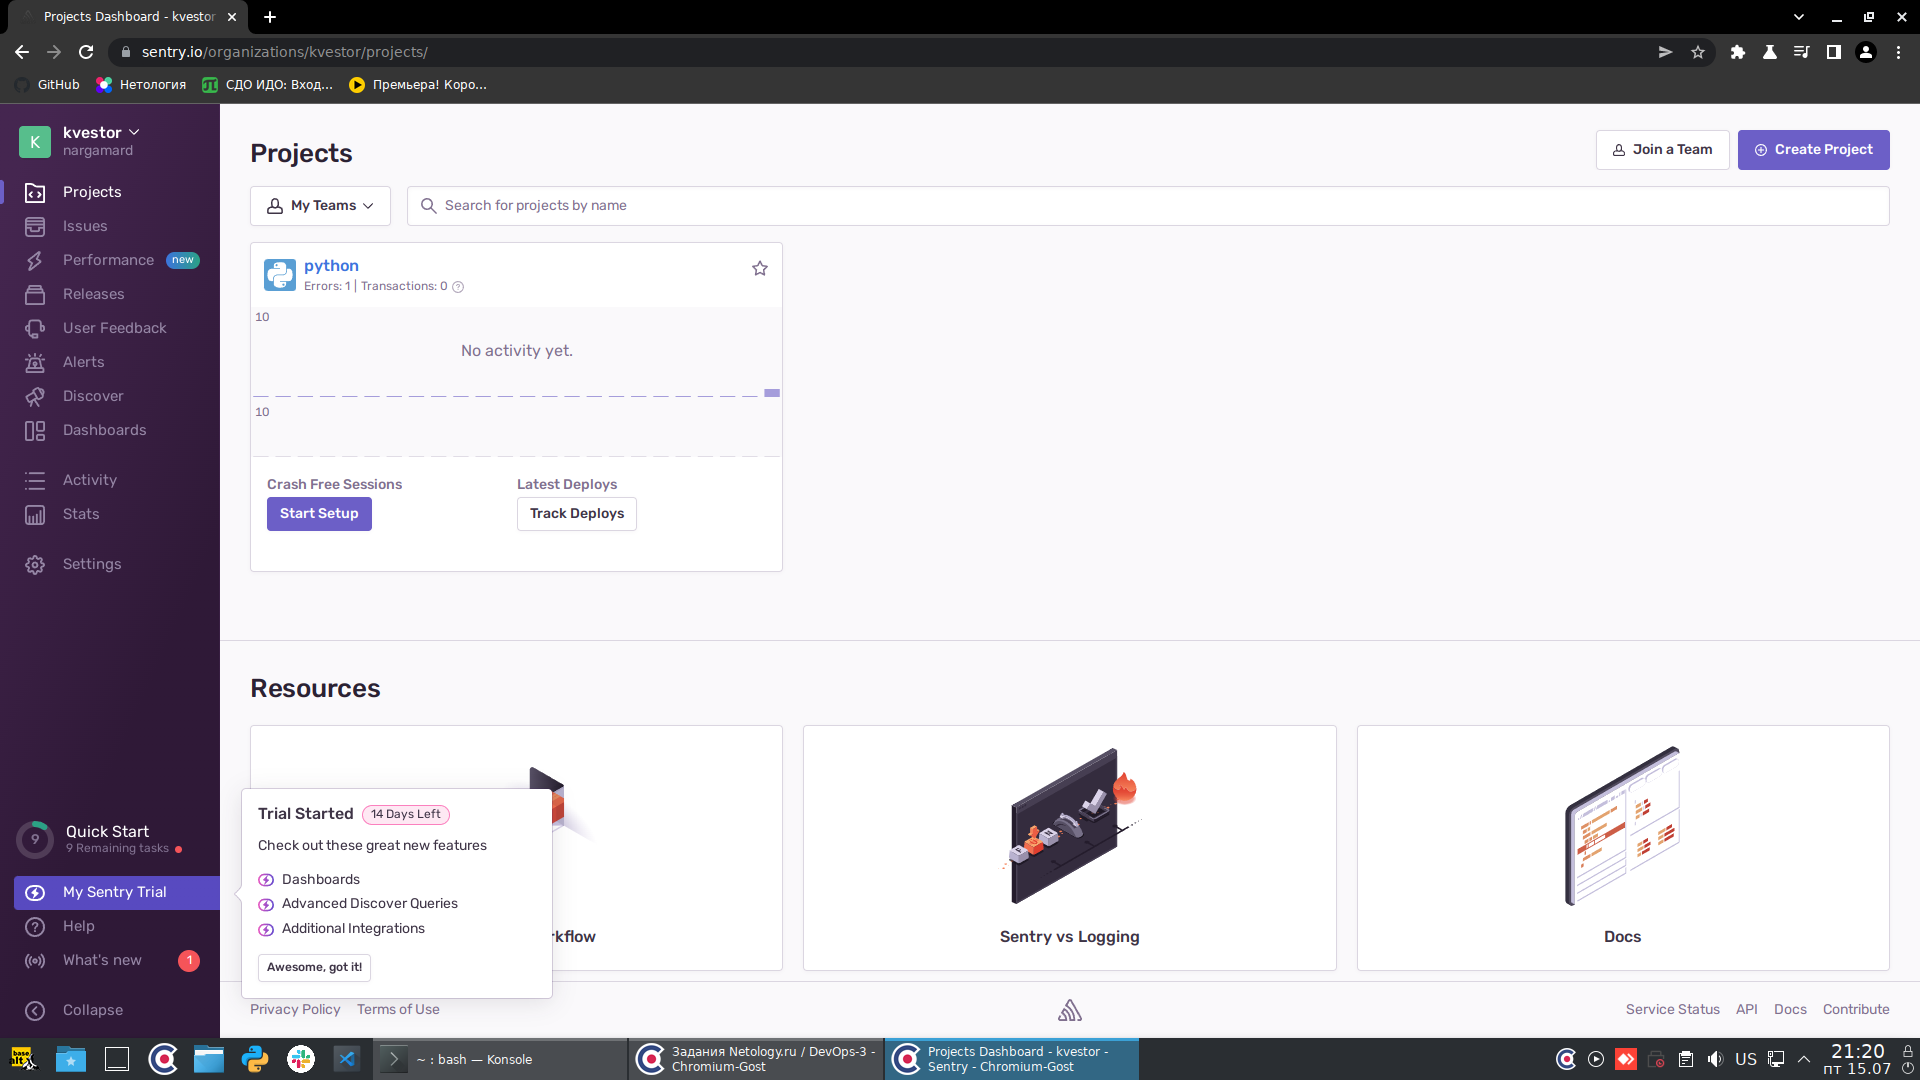 Projects Dashboard - kvestor
sentry.io/organizations/kvestor/projects/
GitHub
Нетология
СДО ИДО: Вход...
Премьера! Коро...
K
kvestor
nargamard
Projects
Issues
Performance
new
Releases
User Feedback
Alerts
Discover
Dashboards
Activity
Stats
Settings
9
Quick Start
9 Remaining tasks
My Sentry Trial
Help
What's new
1
Collapse
Projects
Join a Team
Create Project
My Teams
Search for projects by name
python
Errors: 1 | Transactions: 0
10
No activity yet.
10
Crash Free Sessions
Latest Deploys
Start Setup
Track Deploys
Resources
rkflow
Sentry vs Logging
Docs
Trial Started
14 Days Left
Check out these great new features
Dashboards
Advanced Discover Queries
Additional Integrations
Awesome, got it!
Privacy Policy
Terms of Use
Service Status
API
Docs
Contribute
base
alt
~ : bash — Konsole
Задания Netology.ru / DevOps-3 -
Chromium-Gost
Projects Dashboard - kvestor -
Sentry - Chromium-Gost
US
21:20
пт 15.07